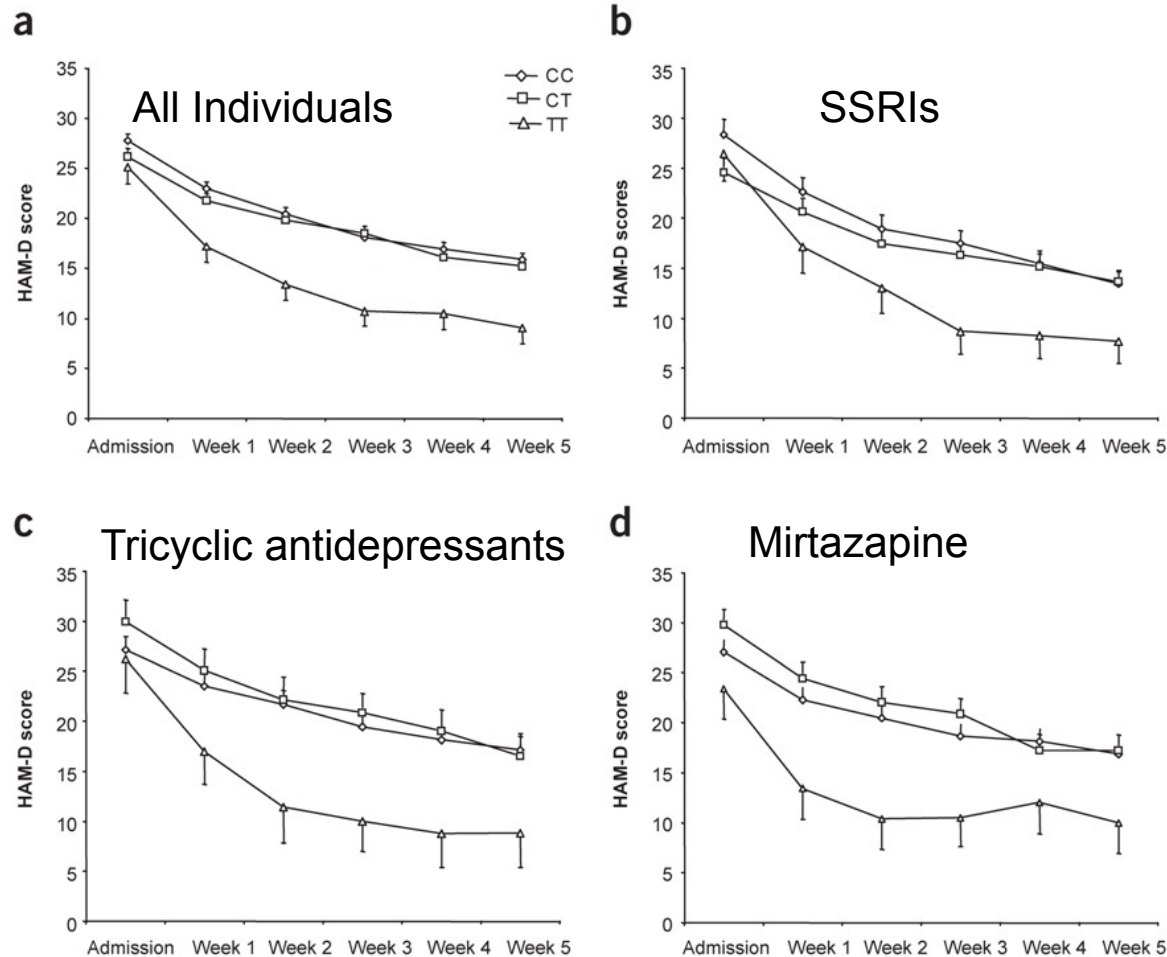 a
All Individuals
HAM-D score
35
30
25
20
15
10
5
0
CC
CT
TT
Admission Week 1 Week 2 Week 3 Week 4 Week 5
b
SSRIs
HAM-D scores
35
30
25
20
15
10
5
0
Admission Week 1 Week 2 Week 3 Week 4 Week 5
c
Tricyclic antidepressants
HAM-D score
35
30
25
20
15
10
5
0
Admission Week 1 Week 2 Week 3 Week 4 Week 5
d
Mirtazapine
HAM-D score
35
30
25
20
15
10
5
0
Admission Week 1 Week 2 Week 3 Week 4 Week 5